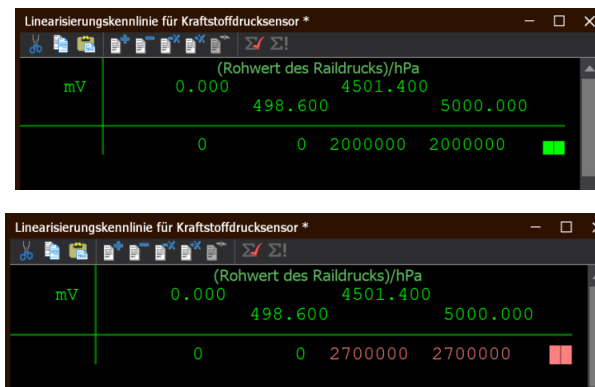 Linearisierungskennlinie für Kraftstoffdrucksensor *
(Rohwert des Raildrucks)/hPa
mV 0.000 4501.400
498.600 5000.000
0 0 2000000 2000000
Linearisierungskennlinie für Kraftstoffdrucksensor *
(Rohwert des Raildrucks)/hPa
mV 0.000 4501.400
498.600 5000.000
0 0 2700000 2700000